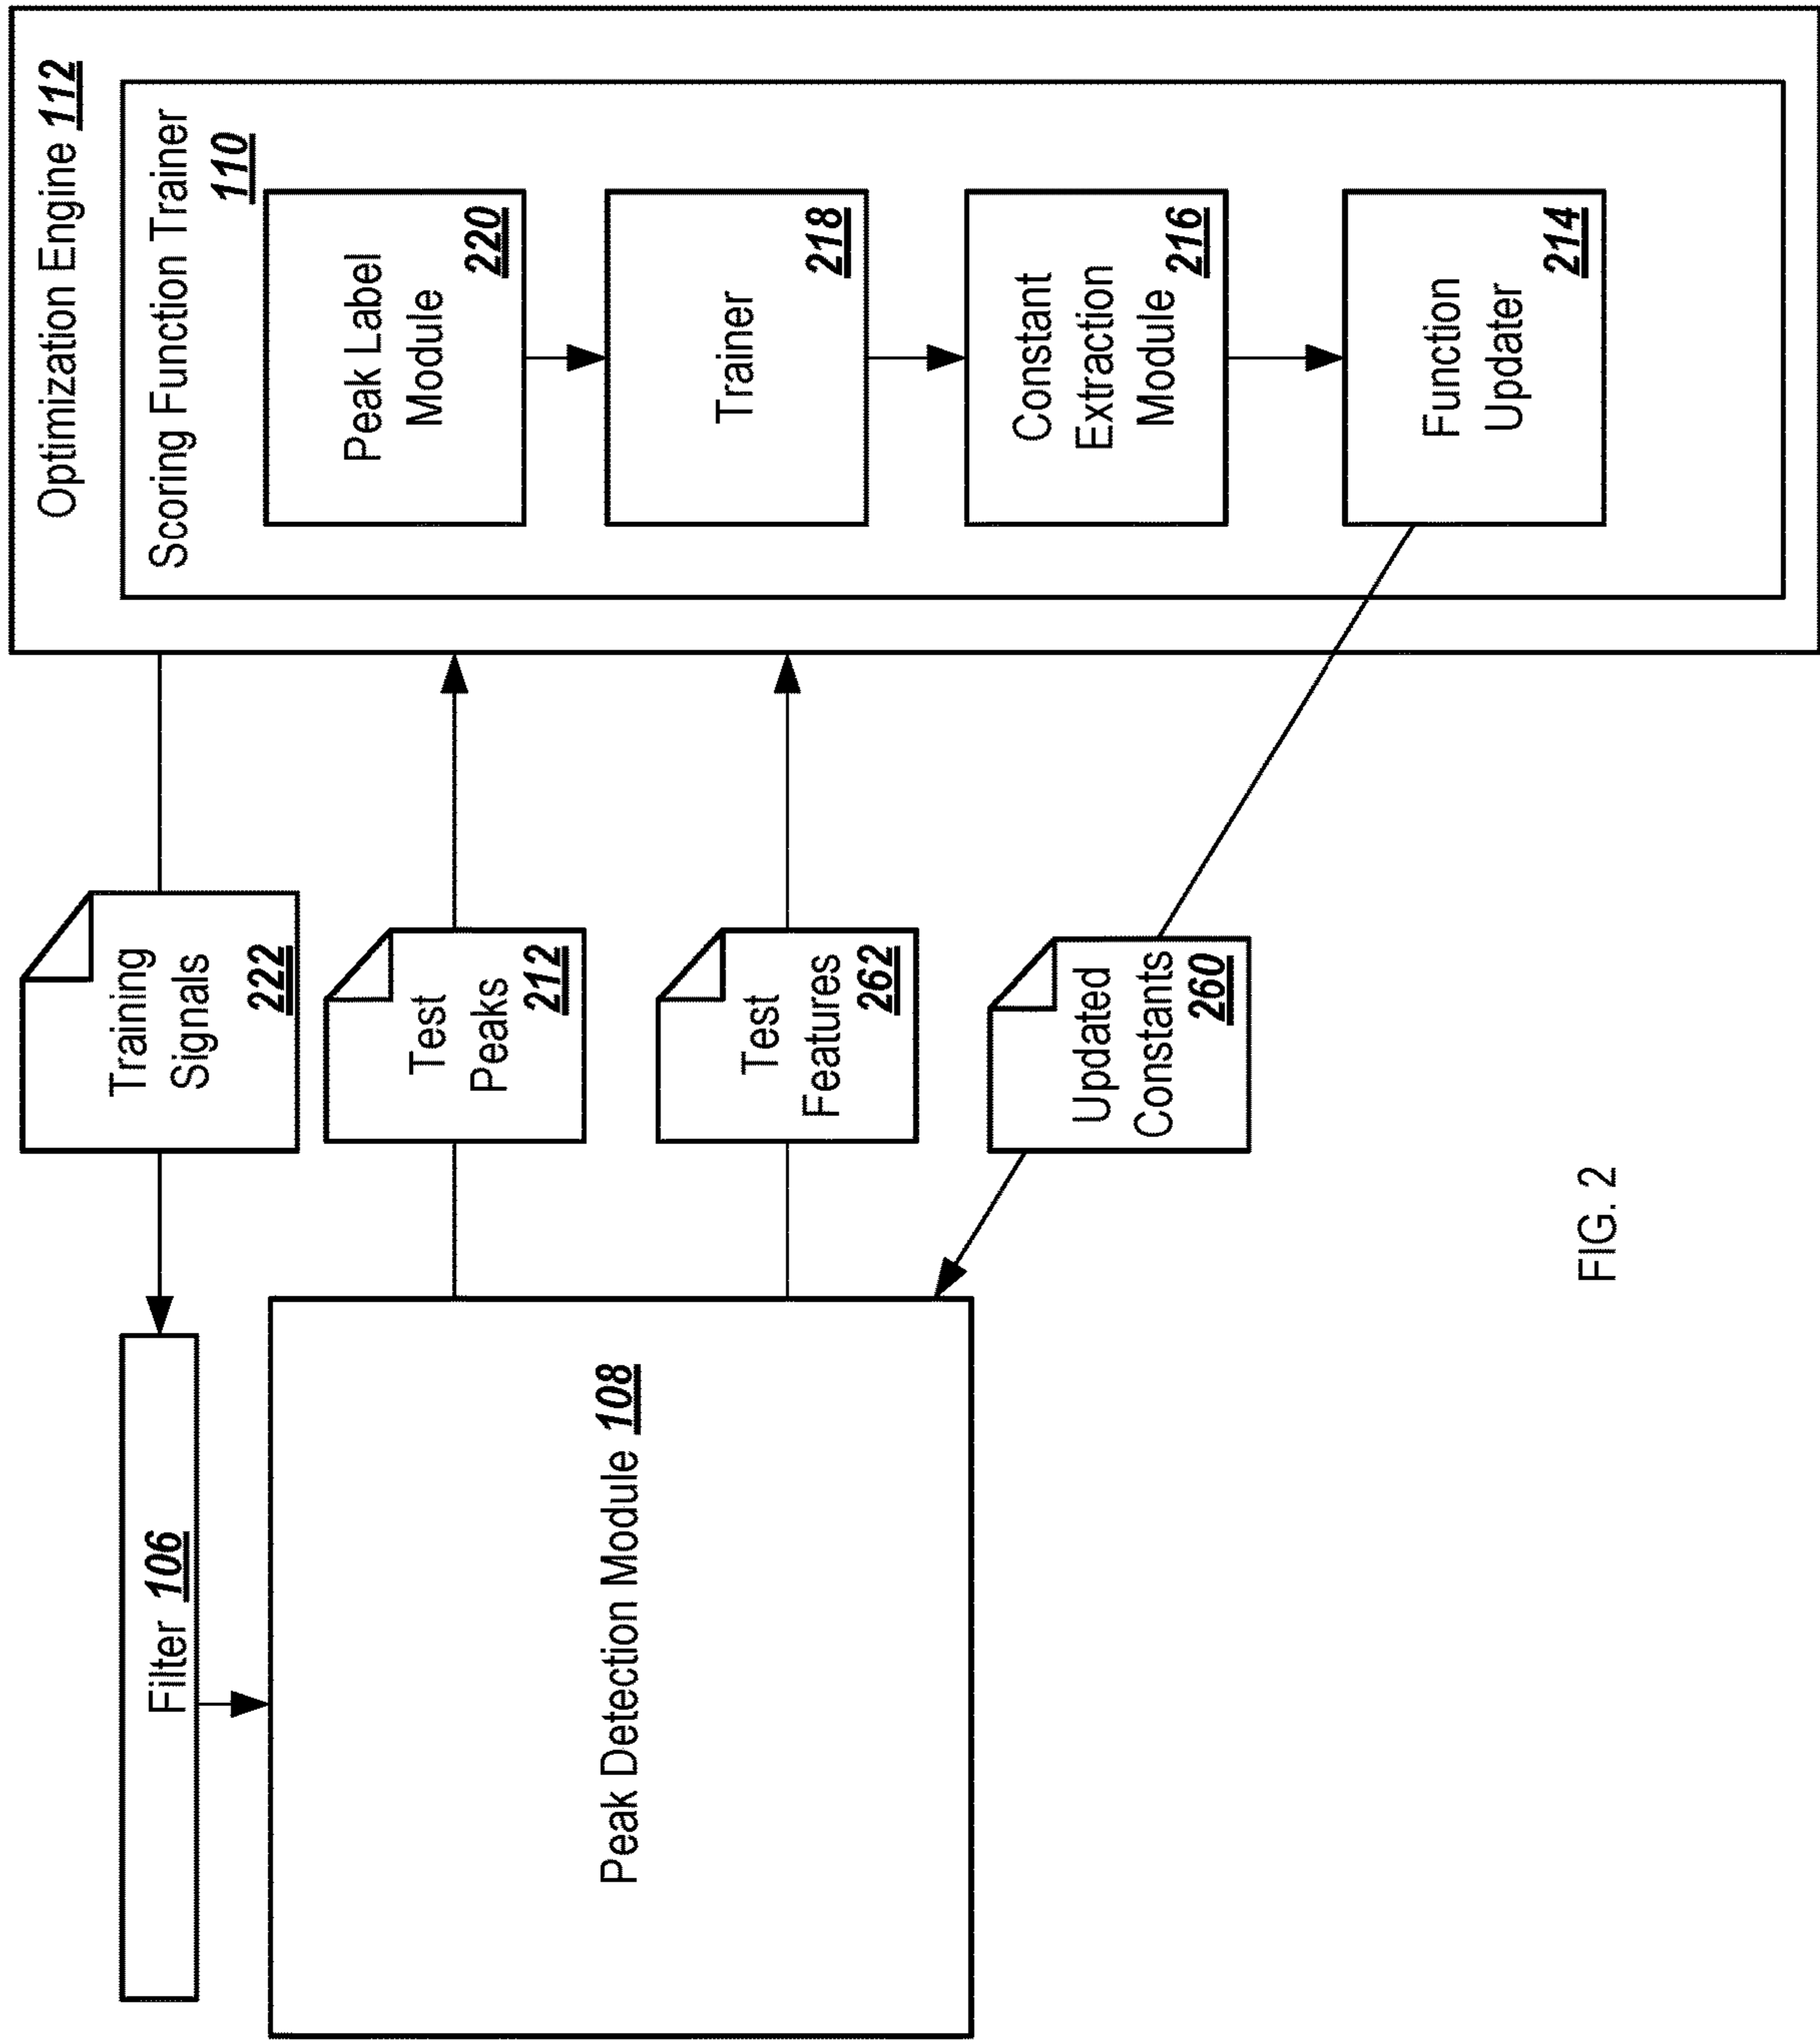 Filter 106
Peak Detection Module 108
Training
Signals
222
Test
Peaks
212
Test
Features
262
Updated
Constants
260
Optimization Engine 112
Scoring Function Trainer
110
Peak Label
Module
220
Trainer
218
Constant
Extraction
Module
216
Function
Updater
214
FIG. 2